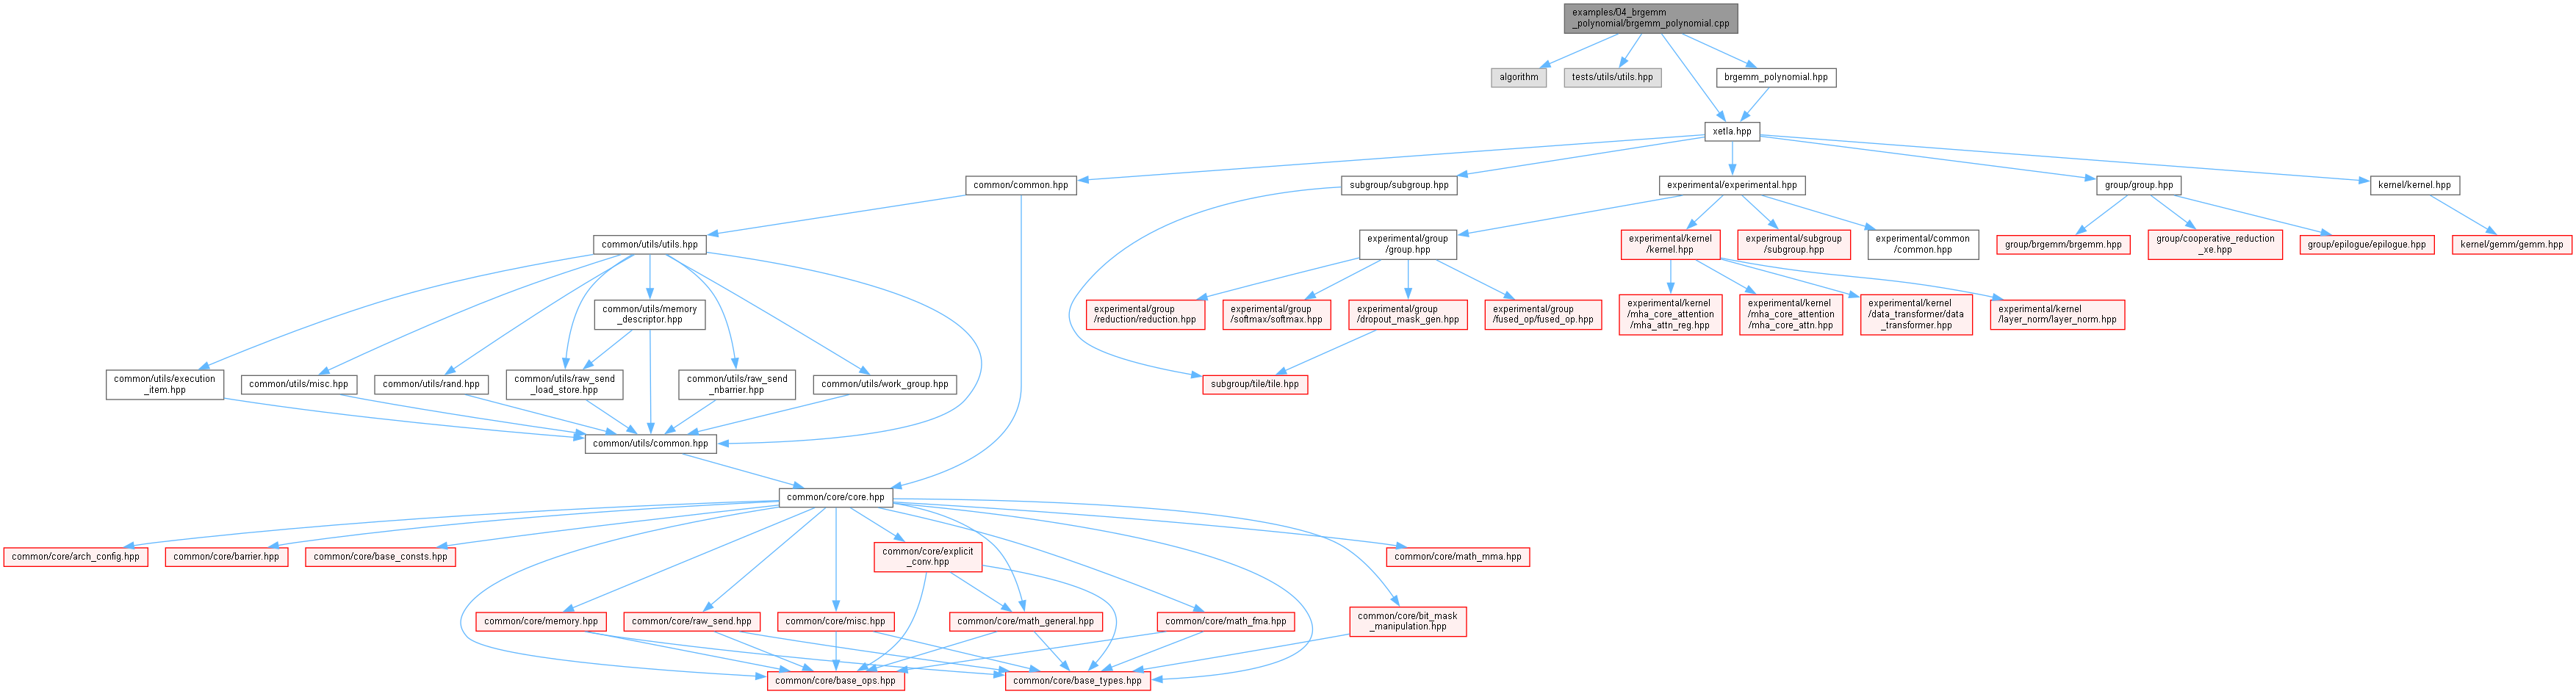 examples/04_brgemm
_polynomial/brgemm_polynomial.cpp
algorithm
tests/utils/utils.hpp
brgemm_polynomial.hpp
xetla.hpp
common/common.hpp
subgroup/subgroup.hpp
experimental/experimental.hpp
group/group.hpp
kernel/kernel.hpp
common/utils/utils.hpp
experimental/group
/group.hpp
experimental/kernel
/kernel.hpp
experimental/subgroup
/subgroup.hpp
experimental/common
/common.hpp
group/brgemm/brgemm.hpp
group/cooperative_reduction
_xe.hpp
group/epilogue/epilogue.hpp
kernel/gemm/gemm.hpp
common/utils/memory
_descriptor.hpp
experimental/group
/reduction/reduction.hpp
experimental/group
/softmax/softmax.hpp
experimental/group
/dropout_mask_gen.hpp
experimental/group
/fused_op/fused_op.hpp
experimental/kernel
/mha_core_attention
/mha_attn_reg.hpp
experimental/kernel
/mha_core_attention
/mha_core_attn.hpp
experimental/kernel
/data_transformer/data
_transformer.hpp
experimental/kernel
/layer_norm/layer_norm.hpp
common/utils/execution
_item.hpp
common/utils/misc.hpp
common/utils/rand.hpp
common/utils/raw_send
_load_store.hpp
common/utils/raw_send
_nbarrier.hpp
common/utils/work_group.hpp
subgroup/tile/tile.hpp
common/utils/common.hpp
common/core/core.hpp
common/core/arch_config.hpp
common/core/barrier.hpp
common/core/base_consts.hpp
common/core/explicit
_conv.hpp
common/core/math_mma.hpp
common/core/memory.hpp
common/core/raw_send.hpp
common/core/misc.hpp
common/core/math_general.hpp
common/core/math_fma.hpp
common/core/bit_mask
_manipulation.hpp
common/core/base_ops.hpp
common/core/base_types.hpp